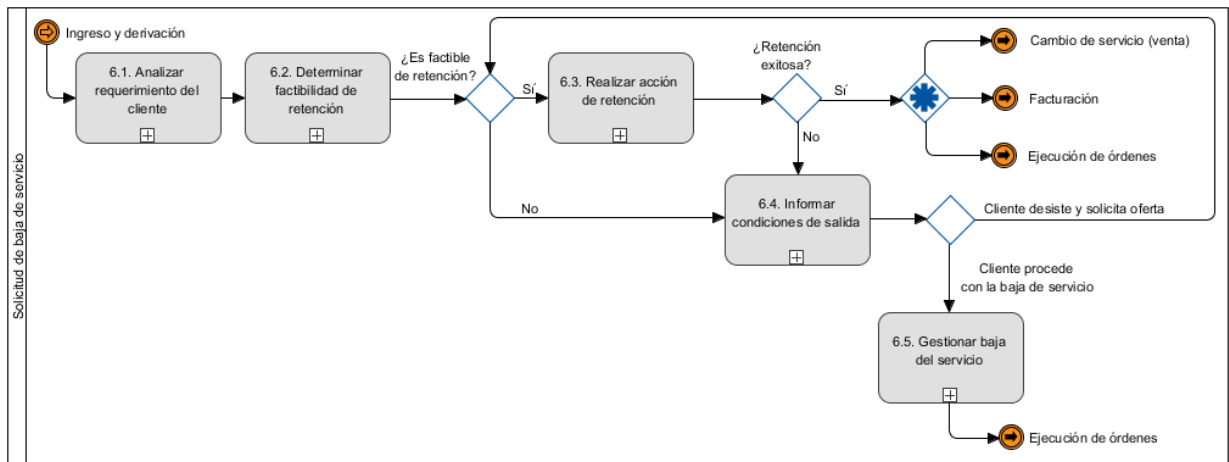 Solicitud de baja de servicio
Ingreso y derivación
6.1. Analizar
requerimiento del
cliente
6.2. Determinar
factibilidad de
retención
¿Es factible
de retención?
Sí
No
6.3. Realizar acción
de retención
¿Retención
exitosa?
Sí
No
Cambio de servicio (venta)
Facturación
Ejecución de órdenes
6.4. Informar
condiciones de salida
Cliente desiste y solicita oferta
Cliente procede
con la baja de servicio
6.5. Gestionar baja
del servicio
Ejecución de órdenes